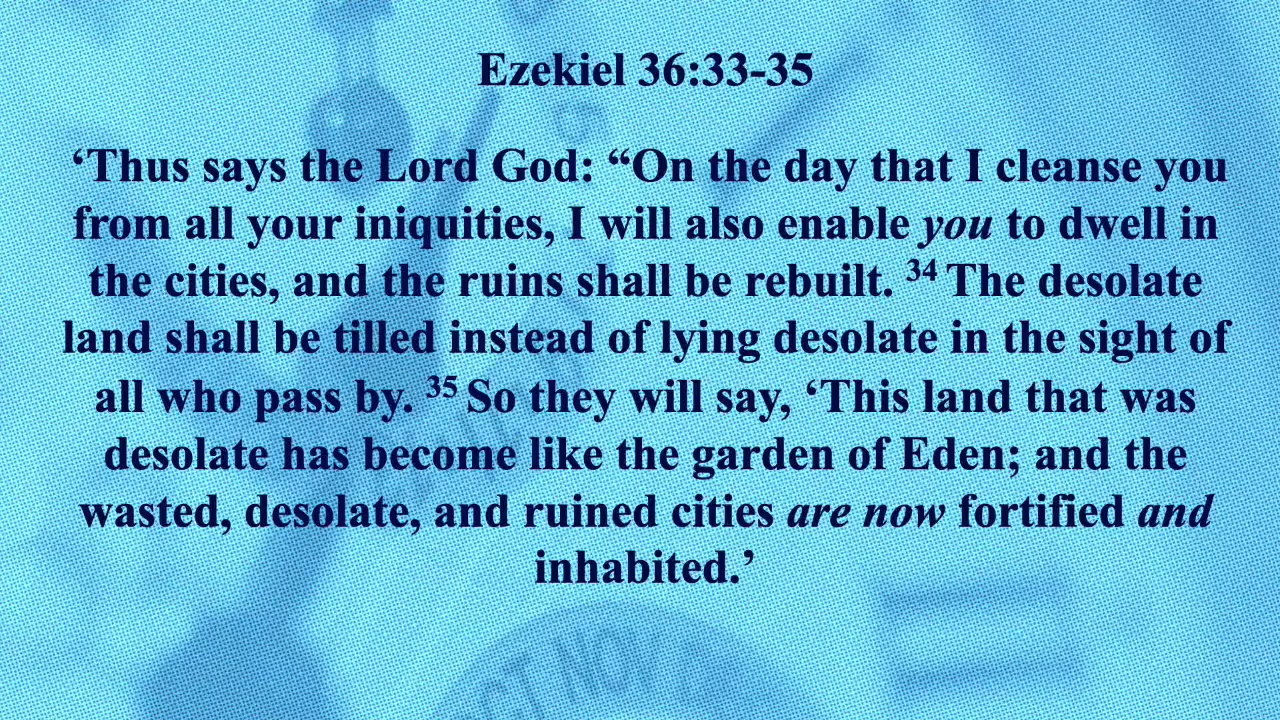 Ezekiel 36:33-35
‘Thus says the Lord God: “On the day that I cleanse you
from all your iniquities, I will also enable you to dwell in
the cities, and the ruins shall be rebuilt. 34 The desolate
land shall be tilled instead of lying desolate in the sight of
all who pass by. 35 So they will say, ‘This land that was
desolate has become like the garden of Eden; and the
wasted, desolate, and ruined cities are now fortified and
inhabited.’
CT NOV